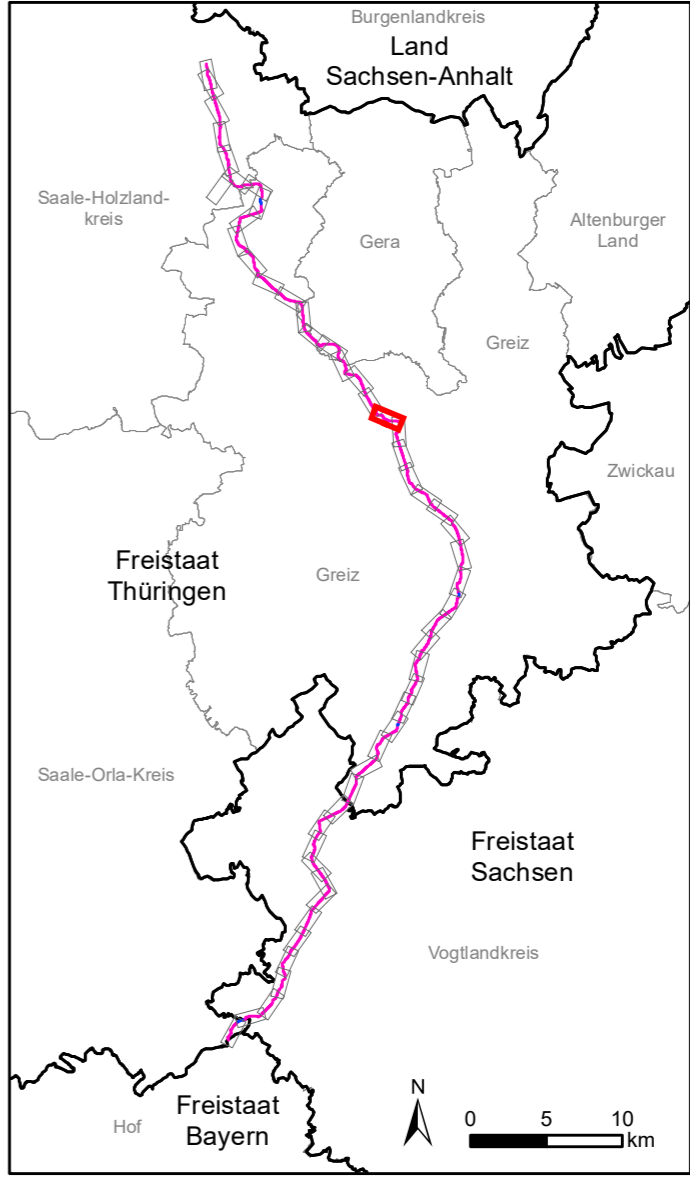 Burgenlandkreis
Land
Sachsen-Anhalt
Saale-Holzland-
kreis
Gera
Altenburger
Land
Greiz
Zwickau
Freistaat
Thüringen
Greiz
Saale-Orla-Kreis
Freistaat
Sachsen
Vogtlandkreis
Freistaat
Bayern
Hof
N
0 5 10
km